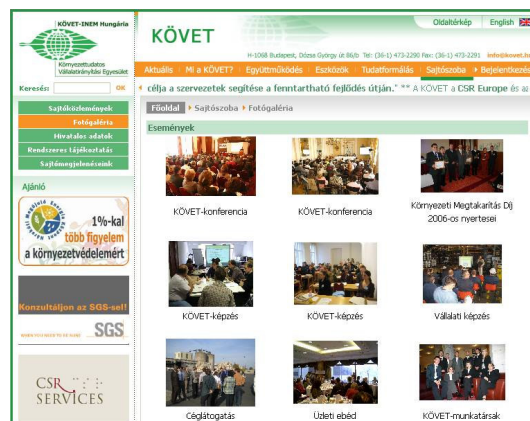 KÖVET-INEM Hungária
Környezettudatos
Vállalatirányítási Egyesület
Keresés:
OK
Sajtóközlemények
Fotógaléria
Hivatalos adatok
Rendszeres tájékoztatás
Sajtómegjelenéseink
Ajánló
1%-kal
több figyelem
a környezetvédelemért
Konzultáljon az SGS-sel!
SGS
CSR
SERVICES
Oldaltérkép
English
KÖVET
H-1068 Budapest, Dózsa György út 86/b Tel: (36-1) 473-2290 Fax: (36-1) 473-2291 info@kovet.h
Aktuális
Mi a KÖVET?
Együttműködés
Eszközök
Tudatformálás
Sajtószoba
Bejelentkezés
célja a szervezetek segítése a fenntartható fejlődés útján." ** A KÖVET a CSR Europe és az
Főoldal
Sajtószoba
Fotógaléria
Események
KÖVET-konferencia
KÖVET-konferencia
Környezeti Megtakarítás Díj
2006-os nyertesei
KÖVET-képzés
KÖVET-képzés
Vállalati képzés
Céglátogatás
Üzleti ebéd
KÖVET-munkatársak